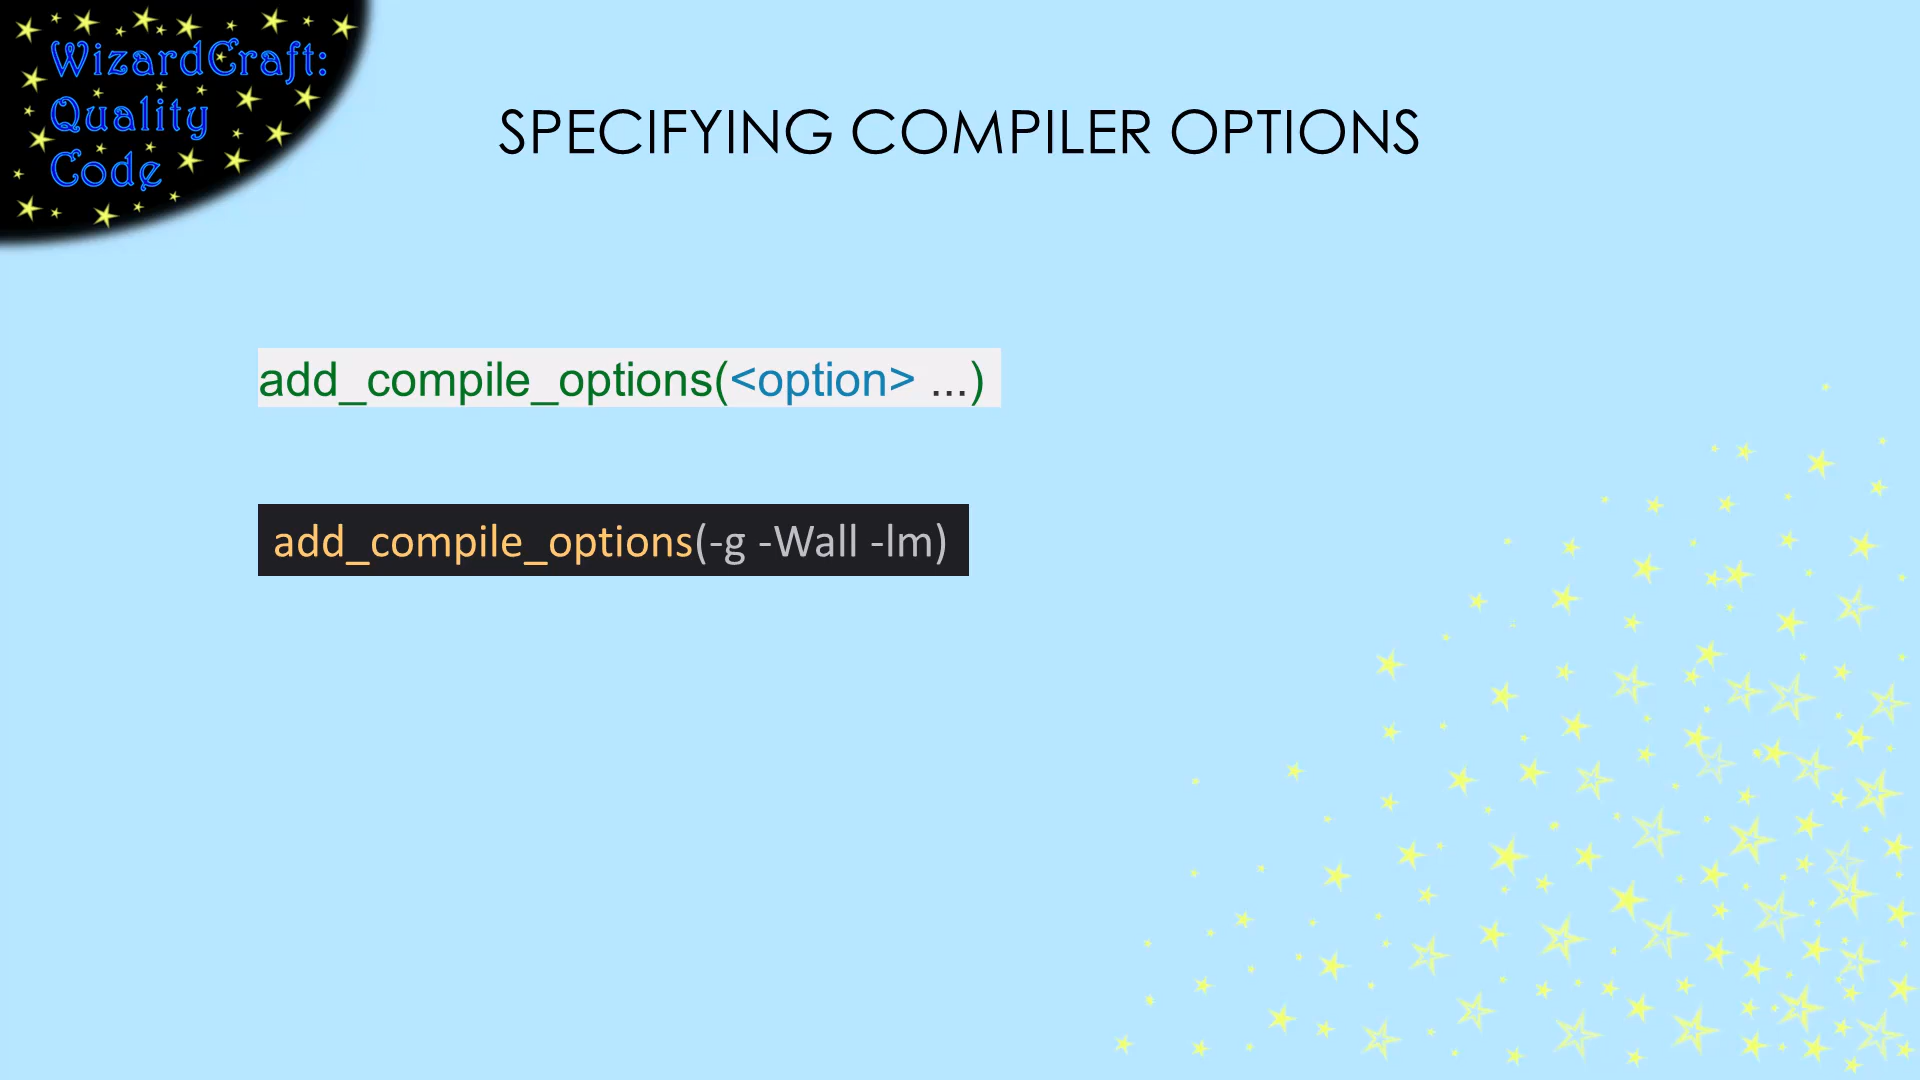 WizardCraft:
Quality
Code
SPECIFYING COMPILER OPTIONS
add_compile_options(<option> ...)
add_compile_options(-g -Wall -lm)